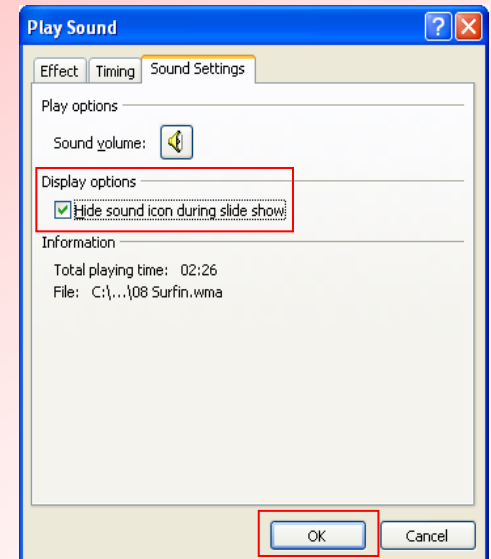 Play Sound
Effect Timing Sound Settings
Play options
Sound volume:
Display options
Hide sound icon during slide show
Information
Total playing time: 02:26
File: C:\...\08 Surfin.wma
OK Cancel